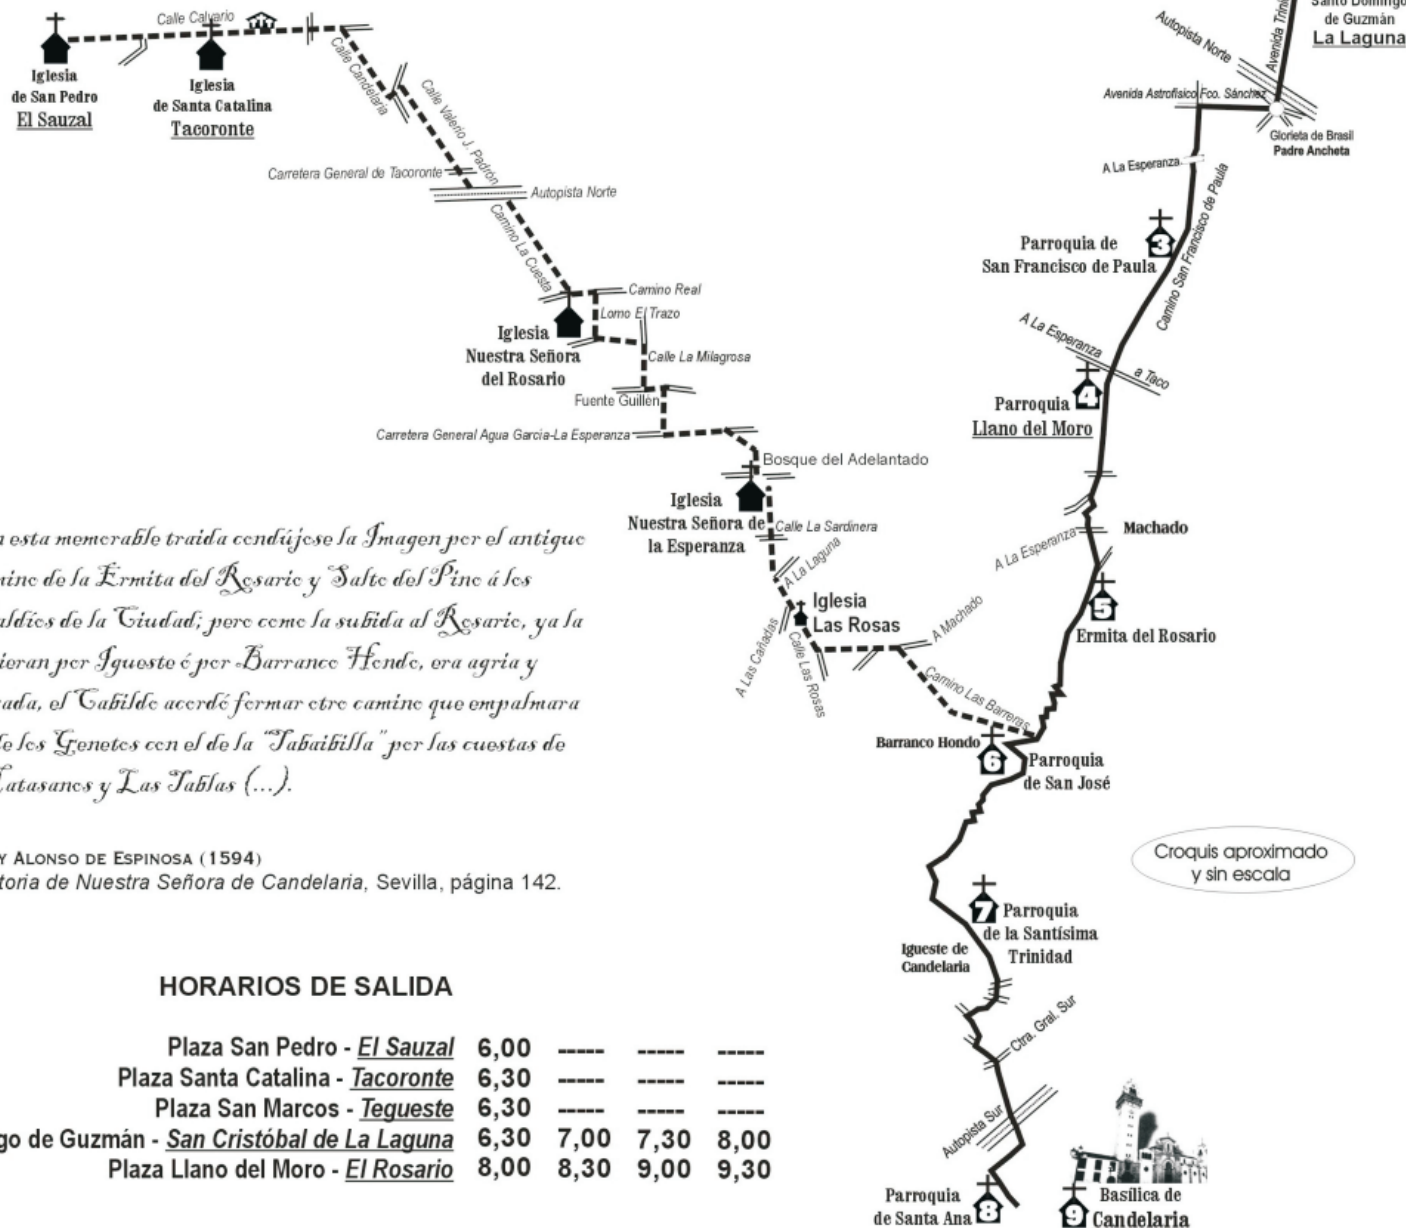 Calle Calvario
Iglesia
de San Pedro
El Sauzal
Iglesia
de Santa Catalina
Tacoronte
Calle Candelaria
Calle Valerio J. Padrón
Carretera General de Tacoronte
Autopista Norte
Camino La Cuesta
Camino Real
Lomo El Trazo
Iglesia
Nuestra Señora
del Rosario
Calle La Milagrosa
Fuente Guillén
Carretera General Agua Garcia-La Esperanza
Bosque del Adelantado
Iglesia
Nuestra Señora de
la Esperanza
Calle La Sardinera
A La Laguna
Iglesia
Las Rosas
A Las Cañadas
Calle Las Rosas
A Machado
Camino Las Barreras
Santo Domingo
de Guzmán
La Laguna
Autopista Norte
Avenida
Avenida Astrofísico Fco. Sánchez
Glorieta de Brasil
Padre Ancheta
A La Esperanza
Camino San Francisco de Paula
3
Parroquia de
San Francisco de Paula
A La Esperanza
a Taco
4
Parroquia
Llano del Moro
A La Esperanza
Machado
5
Ermita del Rosario
Barranco Hondo
6
Parroquia
de San José
Croquis aproximado
y sin escala
7
Parroquia
de la Santísima
Trinidad
Igueste de
Candelaria
Ctra. Gral. Sur
Autopista Sur
Parroquia
de Santa Ana
8
9
Basílica de
Candelaria
esta memorable traida condújose la Imagen por el antiguo
de la Ermita del Rosario y Salto del Pino á los
de la Ciudad; pero como la subida al Rosario, ya la
por Igueste ó por Barranco Hondo, era agria y
el Cabildo acordó formar otro camino que empalmara
los Genetos con el de la "Tabaibilla" por las cuestas de
y Las Tablas (...).
Y ALONSO DE ESPINOSA (1594)
toria de Nuestra Señora de Candelaria, Sevilla, página 142.
HORARIOS DE SALIDA
Plaza San Pedro - El Sauzal 6,00 ----- ----- -----
Plaza Santa Catalina - Tacoronte 6,30 ----- ----- -----
Plaza San Marcos - Tegueste 6,30 ----- ----- -----
go de Guzmán - San Cristóbal de La Laguna 6,30 7,00 7,30 8,00
Plaza Llano del Moro - El Rosario 8,00 8,30 9,00 9,30